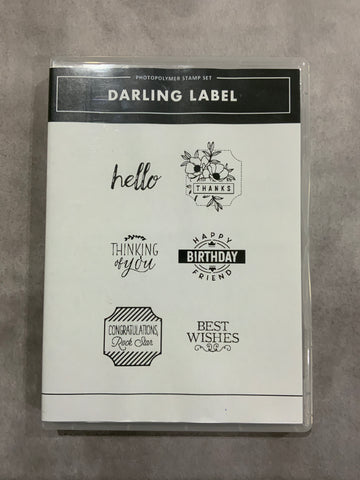 PHOTOPOLYMER STAMP SET
DARLING LABEL
hello
THANKS
THINKING
of YOU
HAPPY
BIRTHDAY
FRIEND
CONGRATULATIONS,
Rock Star
BEST
WISHES